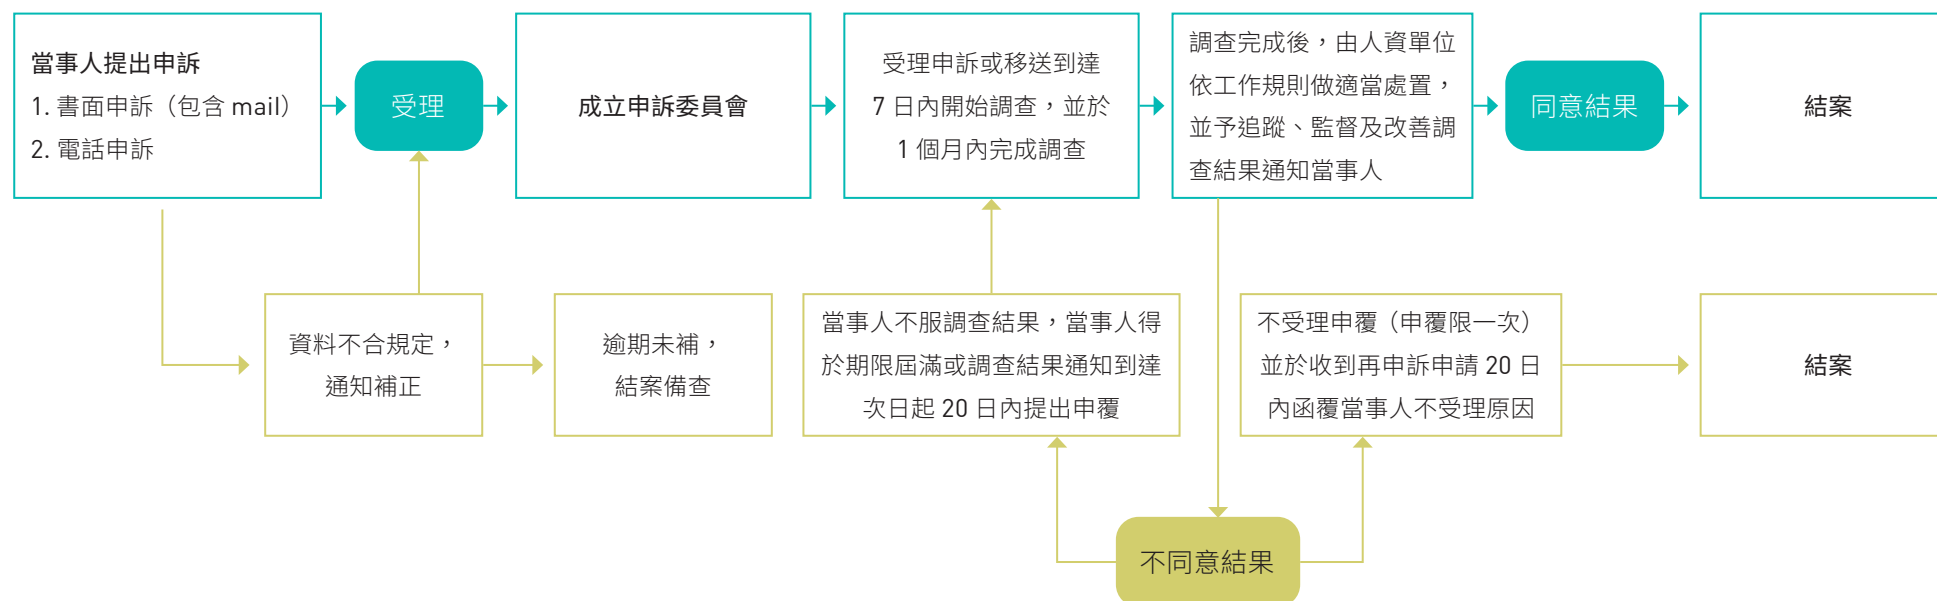 當事人提出申訴
1. 書面申訴（包含 mail）
2. 電話申訴
受理
成立申訴委員會
受理申訴或移送到達
7 日內開始調查，並於
1 個月內完成調查
調查完成後，由人資單位
依工作規則做適當處置，
並予追蹤、監督及改善調
查結果通知當事人
同意結果
結案
資料不合規定，
通知補正
逾期未補，
結案備查
當事人不服調查結果，當事人得
於期限屆滿或調查結果通知到達
次日起 20 日內提出申覆
不受理申覆（申覆限一次）
並於收到再申訴申請 20 日
內函覆當事人不受理原因
結案
不同意結果